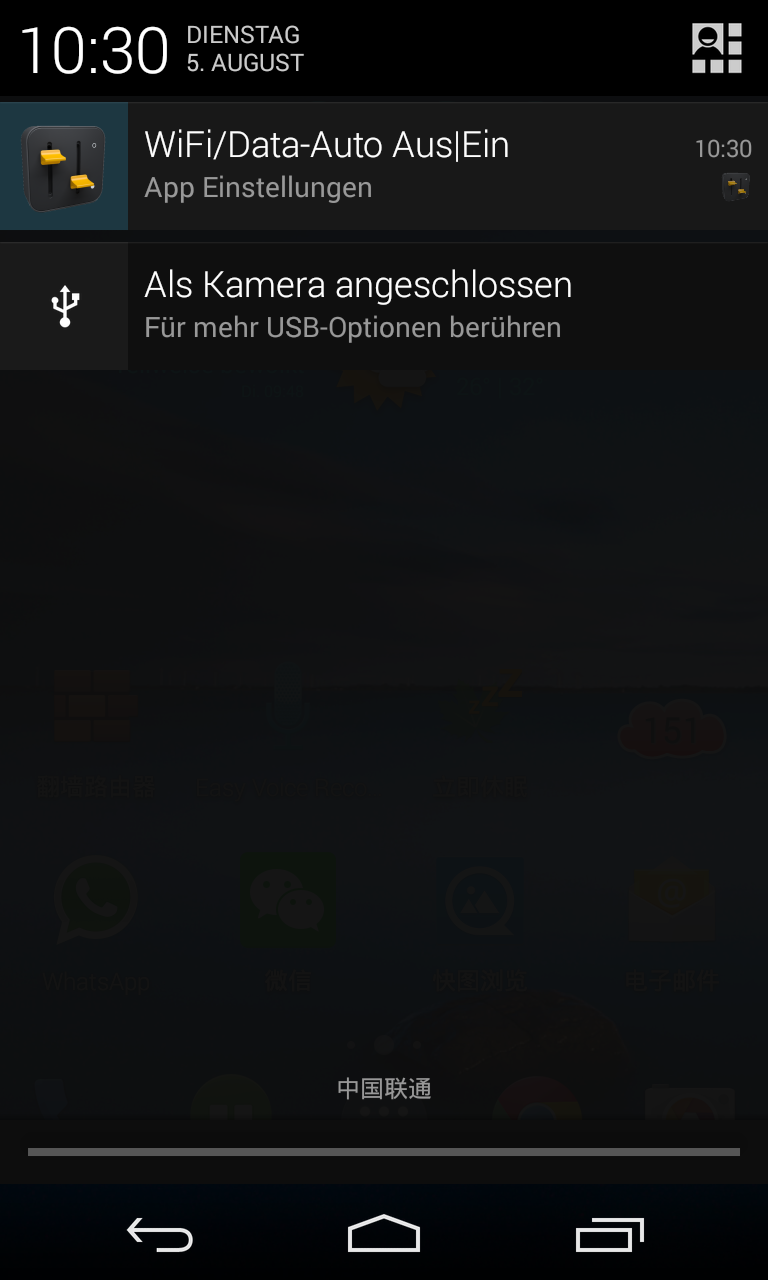 10:30
DIENSTAG
5. AUGUST
WiFi/Data-Auto Aus|Ein
10:30
App Einstellungen
Als Kamera angeschlossen
Für mehr USB-Optionen berühren
151
WhatsApp
微信
快图浏览
电子邮件
中国联通